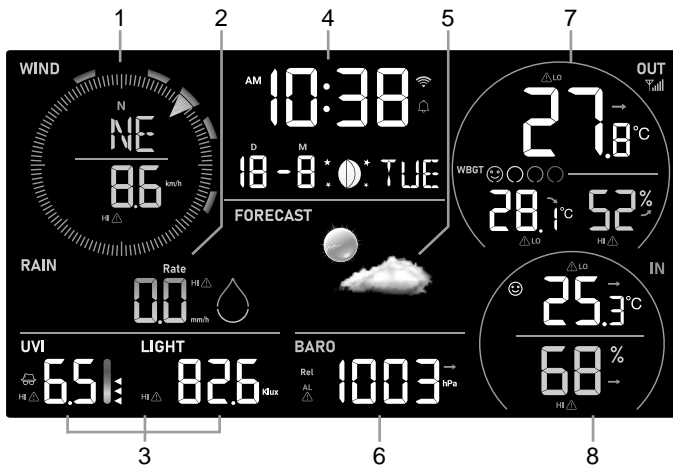 1 2 4 5 7
WIND
N
NE
8.6 km/h
HI
AM 10:38
D M
18-8 TUE
OUT
LO
27.8°C
WBGT
28.1°C 52%
LO HI
FORECAST
RAIN
Rate
0.0 HI
mm/h
IN
LO
25.3°C
68%
HI
UVI LIGHT
6.5 82.6 Klux
HI HI
BARO
Rel
AL
1003 hPa
3 6 8